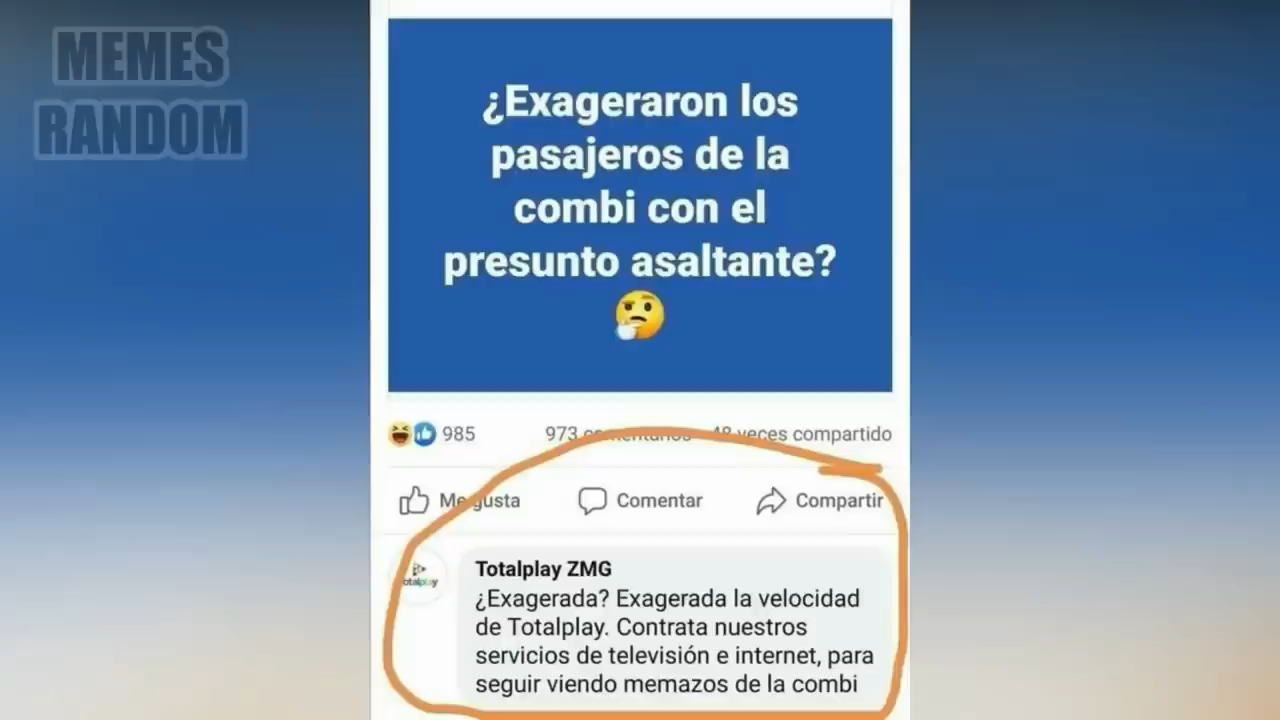 MEMES
RANDOM
¿Exageraron los
pasajeros de la
combi con el
presunto asaltante?
985
973 comentarios 48 veces compartido
Me gusta Comentar Compartir
totalplay
Totalplay ZMG
¿Exagerada? Exagerada la velocidad
de Totalplay. Contrata nuestros
servicios de televisión e internet, para
seguir viendo memazos de la combi